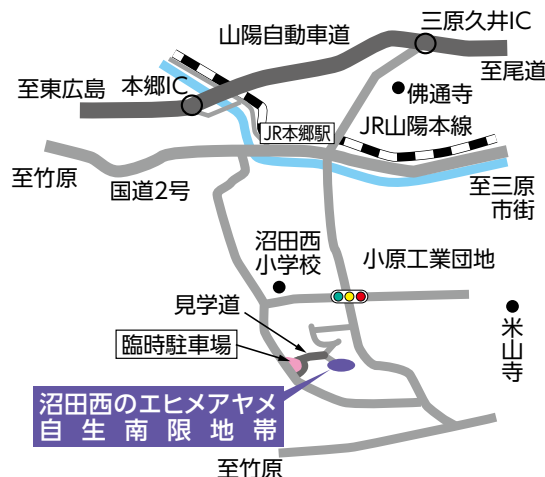 三原久井IC
山陽自動車道
至尾道
本郷IC
至東広島
佛通寺
JR本郷駅
JR山陽本線
至竹原
国道2号
至三原
市街
沼田西
小学校
小原工業団地
見学道
米山寺
臨時駐車場
沼田西のエヒメアヤメ
自生南限地帯
至竹原